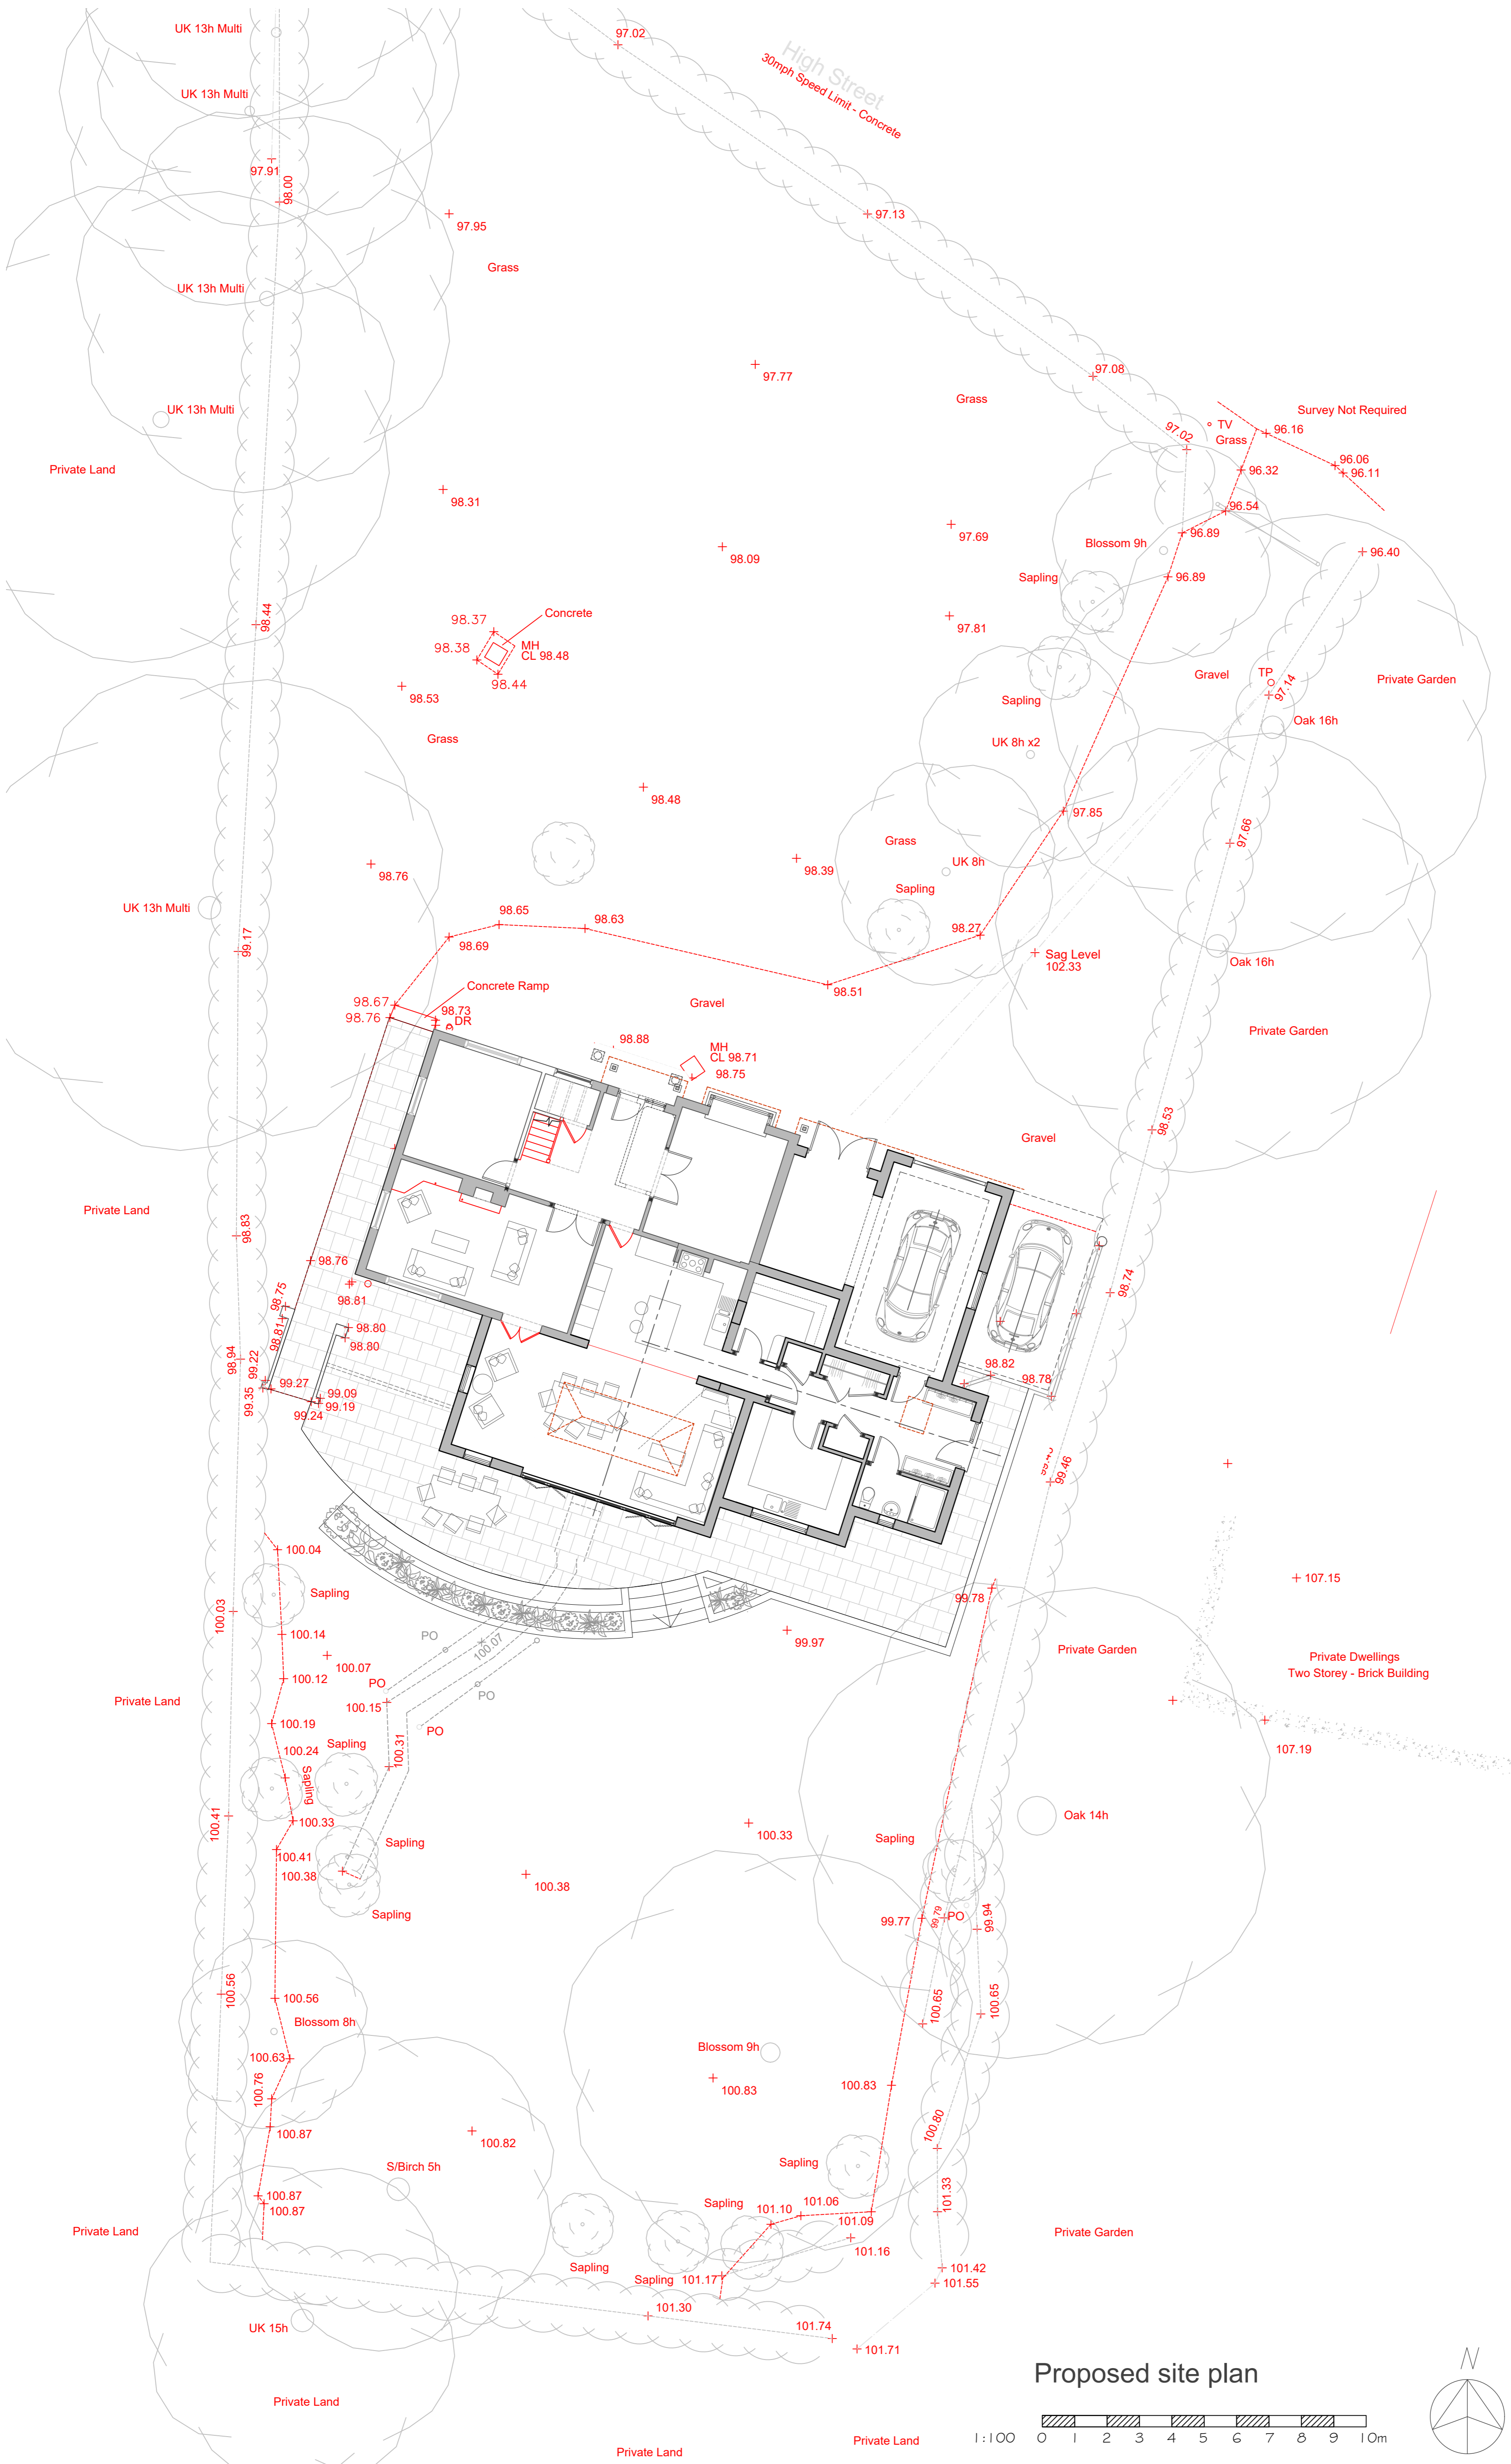 UK 13h Multi
97.02
High Street
30mph Speed Limit - Concrete
UK 13h Multi
97.91
98.00
97.95
97.13
Grass
UK 13h Multi
97.77
97.08
Grass
UK 13h Multi
Survey Not Required
97.02
TV
Grass
96.16
Private Land
96.06
96.11
96.32
98.31
96.54
97.69
96.89
Blossom 9h
98.09
96.40
Sapling
96.89
98.44
98.37
Concrete
97.81
98.38
MH
CL 98.48
98.44
Gravel
TP
97.14
Private Garden
98.53
Sapling
Oak 16h
Grass
UK 8h x2
98.48
97.85
97.66
Grass
98.76
98.39
UK 8h
Sapling
UK 13h Multi
98.65
98.63
98.27
99.17
98.69
Sag Level
102.33
Oak 16h
98.51
Concrete Ramp
98.67
Gravel
98.73
98.76
DR
Private Garden
98.88
MH
CL 98.71
98.75
98.53
Gravel
Private Land
98.83
98.76
98.74
98.81
98.75
98.81
98.80
98.80
98.94
99.22
98.82
98.78
99.27
99.35
99.09
99.19
99.24
99.46
100.04
107.15
Sapling
99.78
100.03
100.14
99.97
PO
100.07
Private Garden
100.07
Private Dwellings
Two Storey - Brick Building
100.12
PO
PO
Private Land
100.15
100.19
PO
100.31
Sapling
100.24
107.19
Sapling
100.41
100.33
Oak 14h
100.33
Sapling
Sapling
100.41
100.38
100.38
Sapling
99.77
99.79
PO
99.94
100.56
100.56
100.65
100.65
Blossom 8h
Blossom 9h
100.63
100.76
100.83
100.83
100.87
100.82
100.80
S/Birch 5h
Sapling
100.87
100.87
101.33
Sapling
101.10
101.06
101.09
Private Land
Private Garden
101.16
Sapling
Sapling
101.17
101.42
101.55
101.30
UK 15h
101.74
101.71
N
Proposed site plan
Private Land
1:100
0 1 2 3 4 5 6 7 8 9 10m
Private Land
Private Land